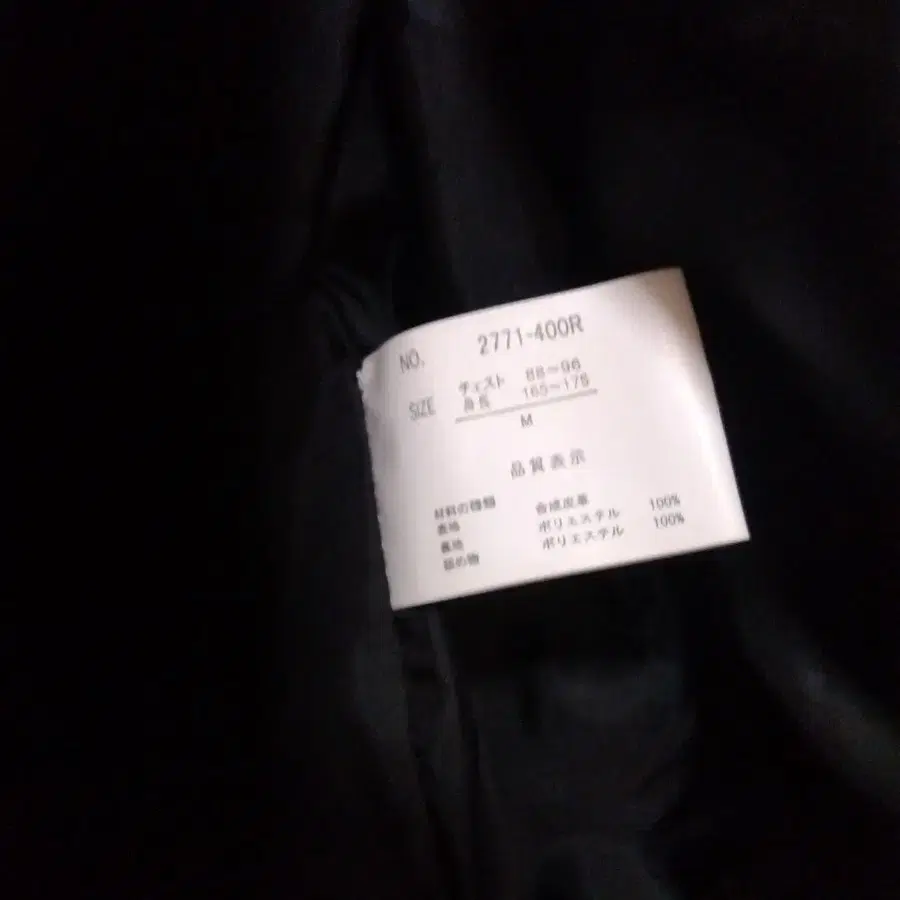 NO. 2771-400R
SIZE チェスト 88~96
身長 165~175
M
品質表示
材料の種類
表地 合成皮革
裏地 ポリエステル 100%
詰め物 ポリエステル 100%